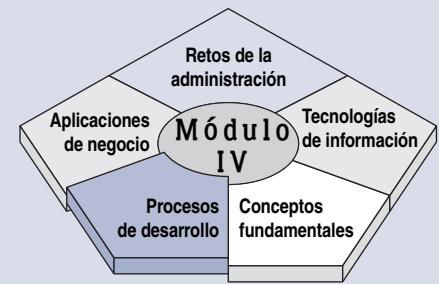 Retos de la
administración
Aplicaciones
de negocio
Módulo
IV
Tecnologías
de información
Procesos
de desarrollo
Conceptos
fundamentales